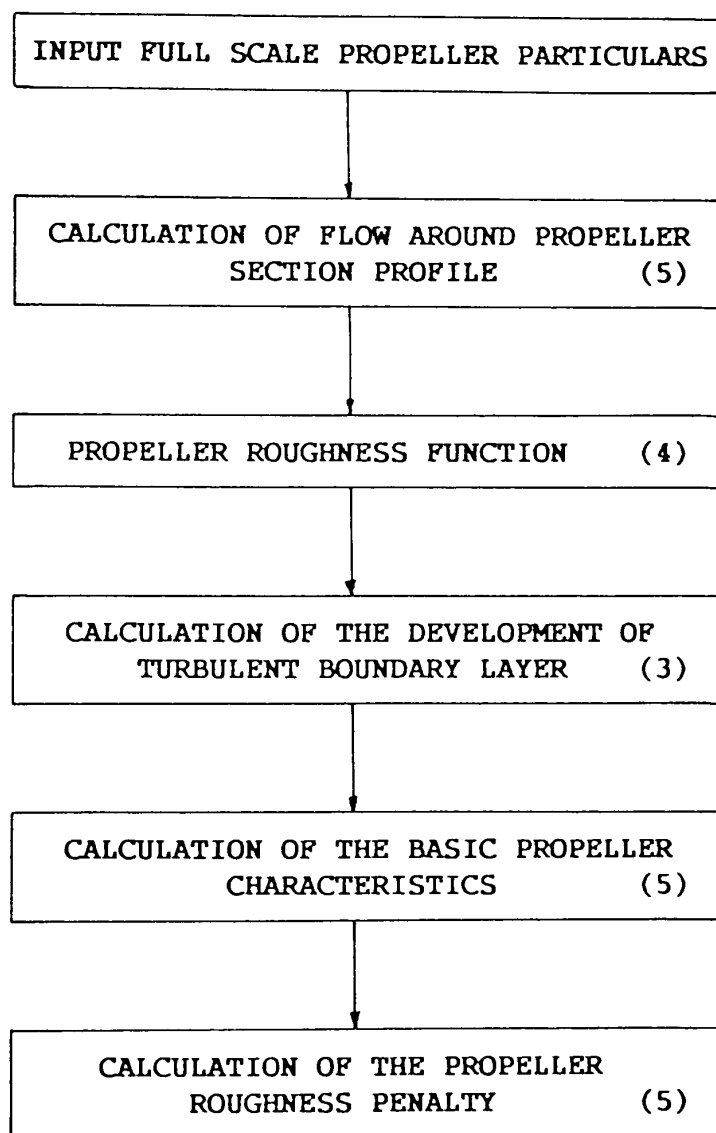 INPUT FULL SCALE PROPELLER PARTICULARS
CALCULATION OF FLOW AROUND PROPELLER
SECTION PROFILE (5)
PROPELLER ROUGHNESS FUNCTION (4)
CALCULATION OF THE DEVELOPMENT OF
TURBULENT BOUNDARY LAYER (3)
CALCULATION OF THE BASIC PROPELLER
CHARACTERISTICS (5)
CALCULATION OF THE PROPELLER
ROUGHNESS PENALTY (5)